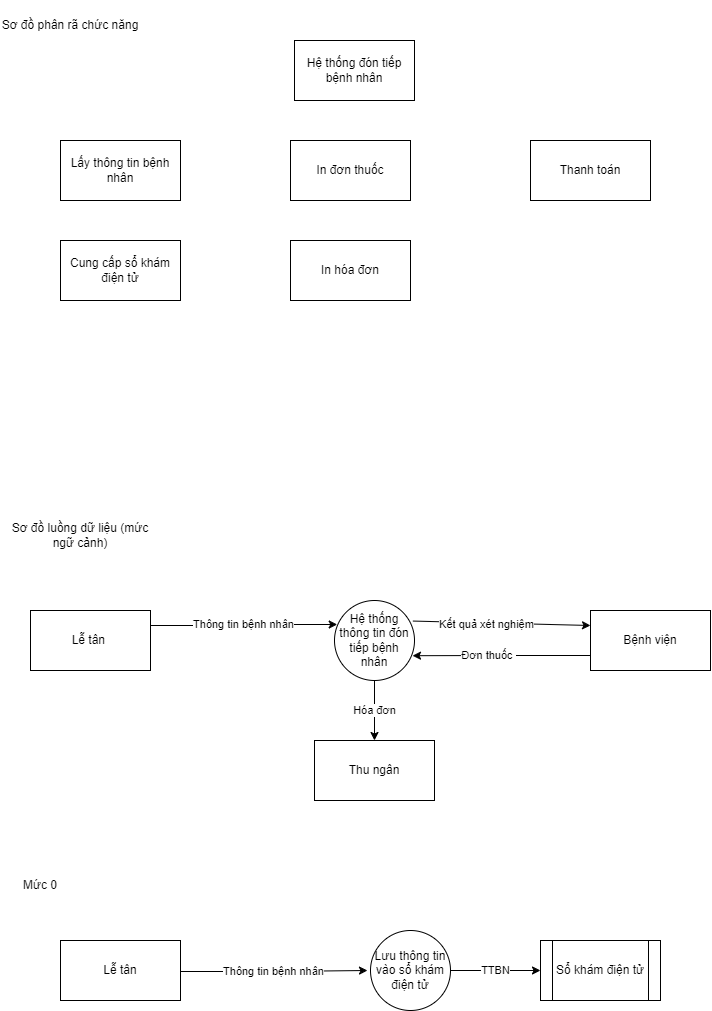 Sơ đồ phân rã chức năng
Hệ thống đón tiếp
bệnh nhân
Lấy thông tin bệnh
nhân
In đơn thuốc
Thanh toán
Cung cấp sổ khám
điện tử
In hóa đơn
Sơ đồ luồng dữ liệu (mức
ngữ cảnh)
Lễ tân
Thông tin bệnh nhân
Hệ thống
thông tin đón
tiếp bệnh
nhân
Kết quả xét nghiệm
Đơn thuốc
Bệnh viện
Hóa đơn
Thu ngân
Mức 0
Lễ tân
Thông tin bệnh nhân
Lưu thông tin
vào sổ khám
điện tử
TTBN
Sổ khám điện tử